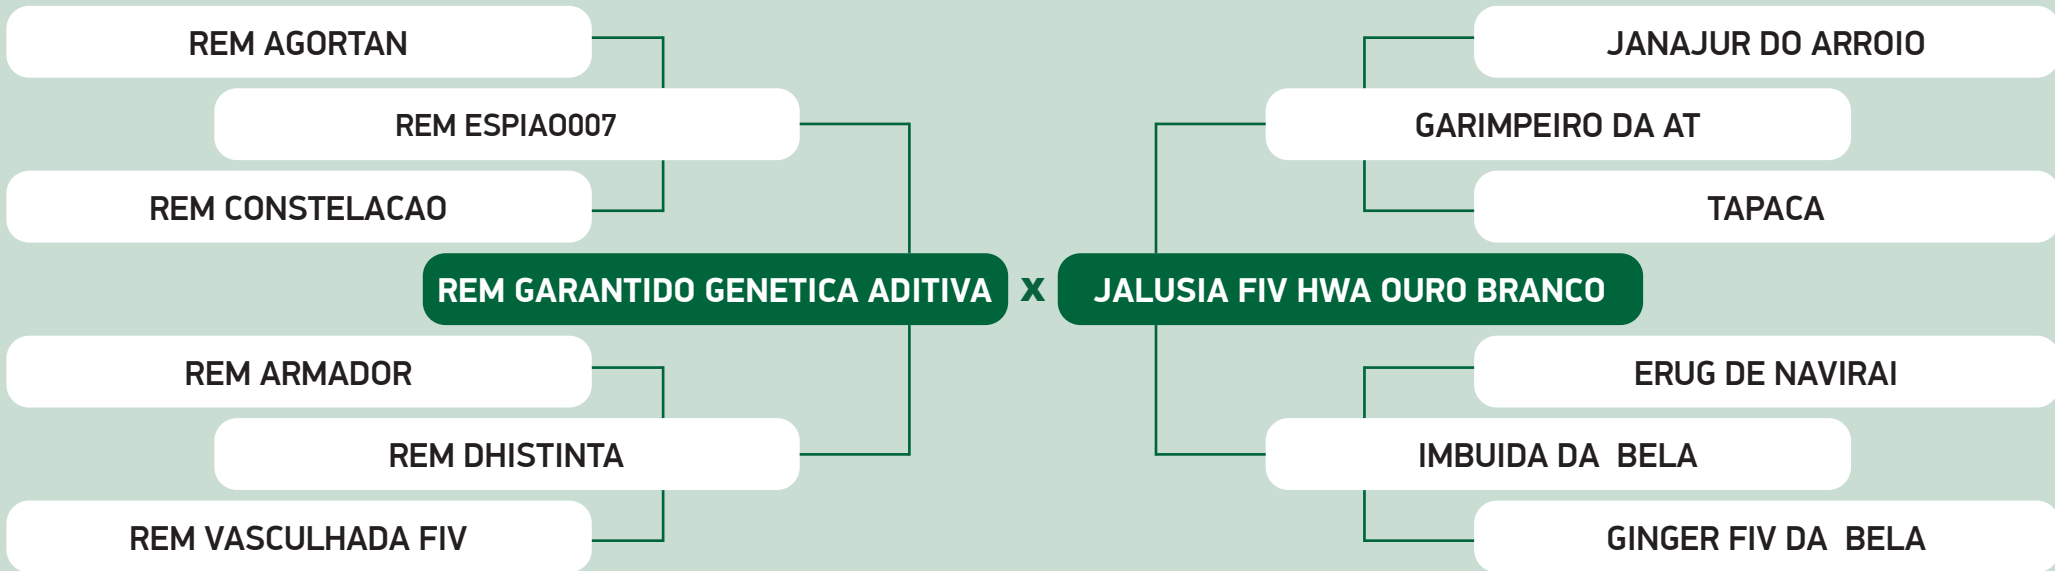 REM AGORTAN
JANAJUR DO ARROIO
REM ESPIAO007
GARIMPEIRO DA AT
REM CONSTELACAO
TAPACA
REM GARANTIDO GENETICA ADITIVA X JALUSIA FIV HWA OURO BRANCO
REM ARMADOR
ERUG DE NAVIRAI
REM DHISTINTA
IMBUIDA DA  BELA
REM VASCULHADA FIV
GINGER FIV DA  BELA